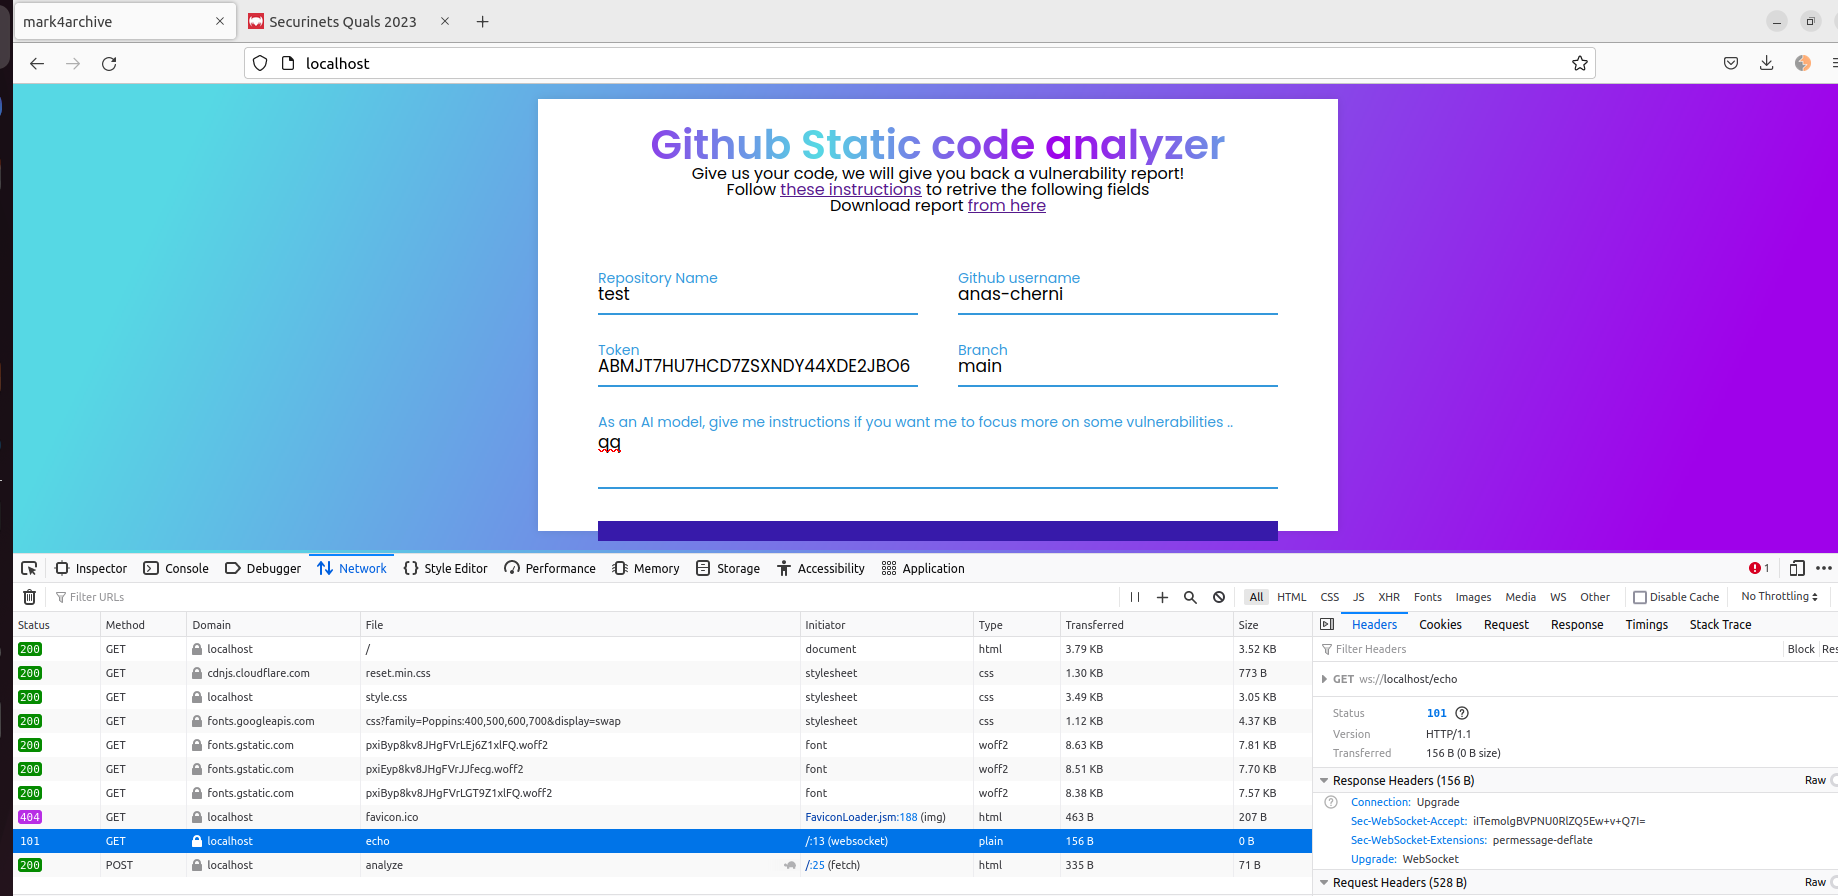 mark4archive
Securinets Quals 2023
localhost
Github Static code analyzer
Give us your code, we will give you back a vulnerability report!
Follow these instructions to retrive the following fields
Download report from here
Repository Name Github username
test anas-cherni
Token Branch
ABMJT7HU7HCD7ZSXNDY44XDE2JBO6 main
As an AI model, give me instructions if you want me to focus more on some vulnerabilities ..
qq
Inspector Console Debugger Network Style Editor Performance Memory Storage Accessibility Application 1
Filter URLs All HTML CSS JS XHR Fonts Images Media WS Other Disable Cache No Throttling
Status Method Domain File Initiator Type Transferred Size
200 GET localhost / document html 3.79 KB 3.52 KB
200 GET cdnjs.cloudflare.com reset.min.css stylesheet css 1.30 KB 773 B
200 GET localhost style.css stylesheet css 3.49 KB 3.05 KB
200 GET fonts.googleapis.com css?family=Poppins:400,500,600,700&display=swap stylesheet css 1.12 KB 4.37 KB
200 GET fonts.gstatic.com pxiByp8kv8JHgFVrLEj6Z1xlFQ.woff2 font woff2 8.63 KB 7.81 KB
200 GET fonts.gstatic.com pxiEyp8kv8JHgFVrJJfecg.woff2 font woff2 8.51 KB 7.70 KB
200 GET fonts.gstatic.com pxiByp8kv8JHgFVrLGT9Z1xlFQ.woff2 font woff2 8.38 KB 7.57 KB
404 GET localhost favicon.ico FaviconLoader.jsm:188 (img) html 463 B 207 B
101 GET localhost echo /:13 (websocket) plain 156 B 0 B
200 POST localhost analyze /:25 (fetch) html 335 B 71 B
Headers Cookies Request Response Timings Stack Trace
Filter Headers Block Res
GET ws://localhost/echo
Status 101
Version HTTP/1.1
Transferred 156 B (0 B size)
Response Headers (156 B) Raw
Connection: Upgrade
Sec-WebSocket-Accept: iITemolgBVPNU0RlZQ5Ew+v+Q7I=
Sec-WebSocket-Extensions: permessage-deflate
Upgrade: WebSocket
Request Headers (528 B) Raw